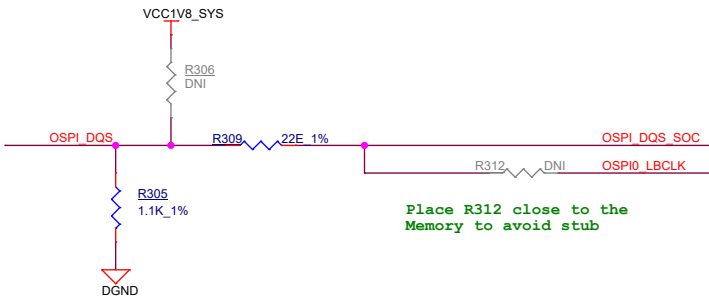 VCC1V8_SYS
R306
DNI
OSPI_DQS
R309
22E_1%
OSPI_DQS_SOC
R312
DNI
OSPI0_LBCLK
R305
1.1K_1%
Place R312 close to the
Memory to avoid stub
DGND